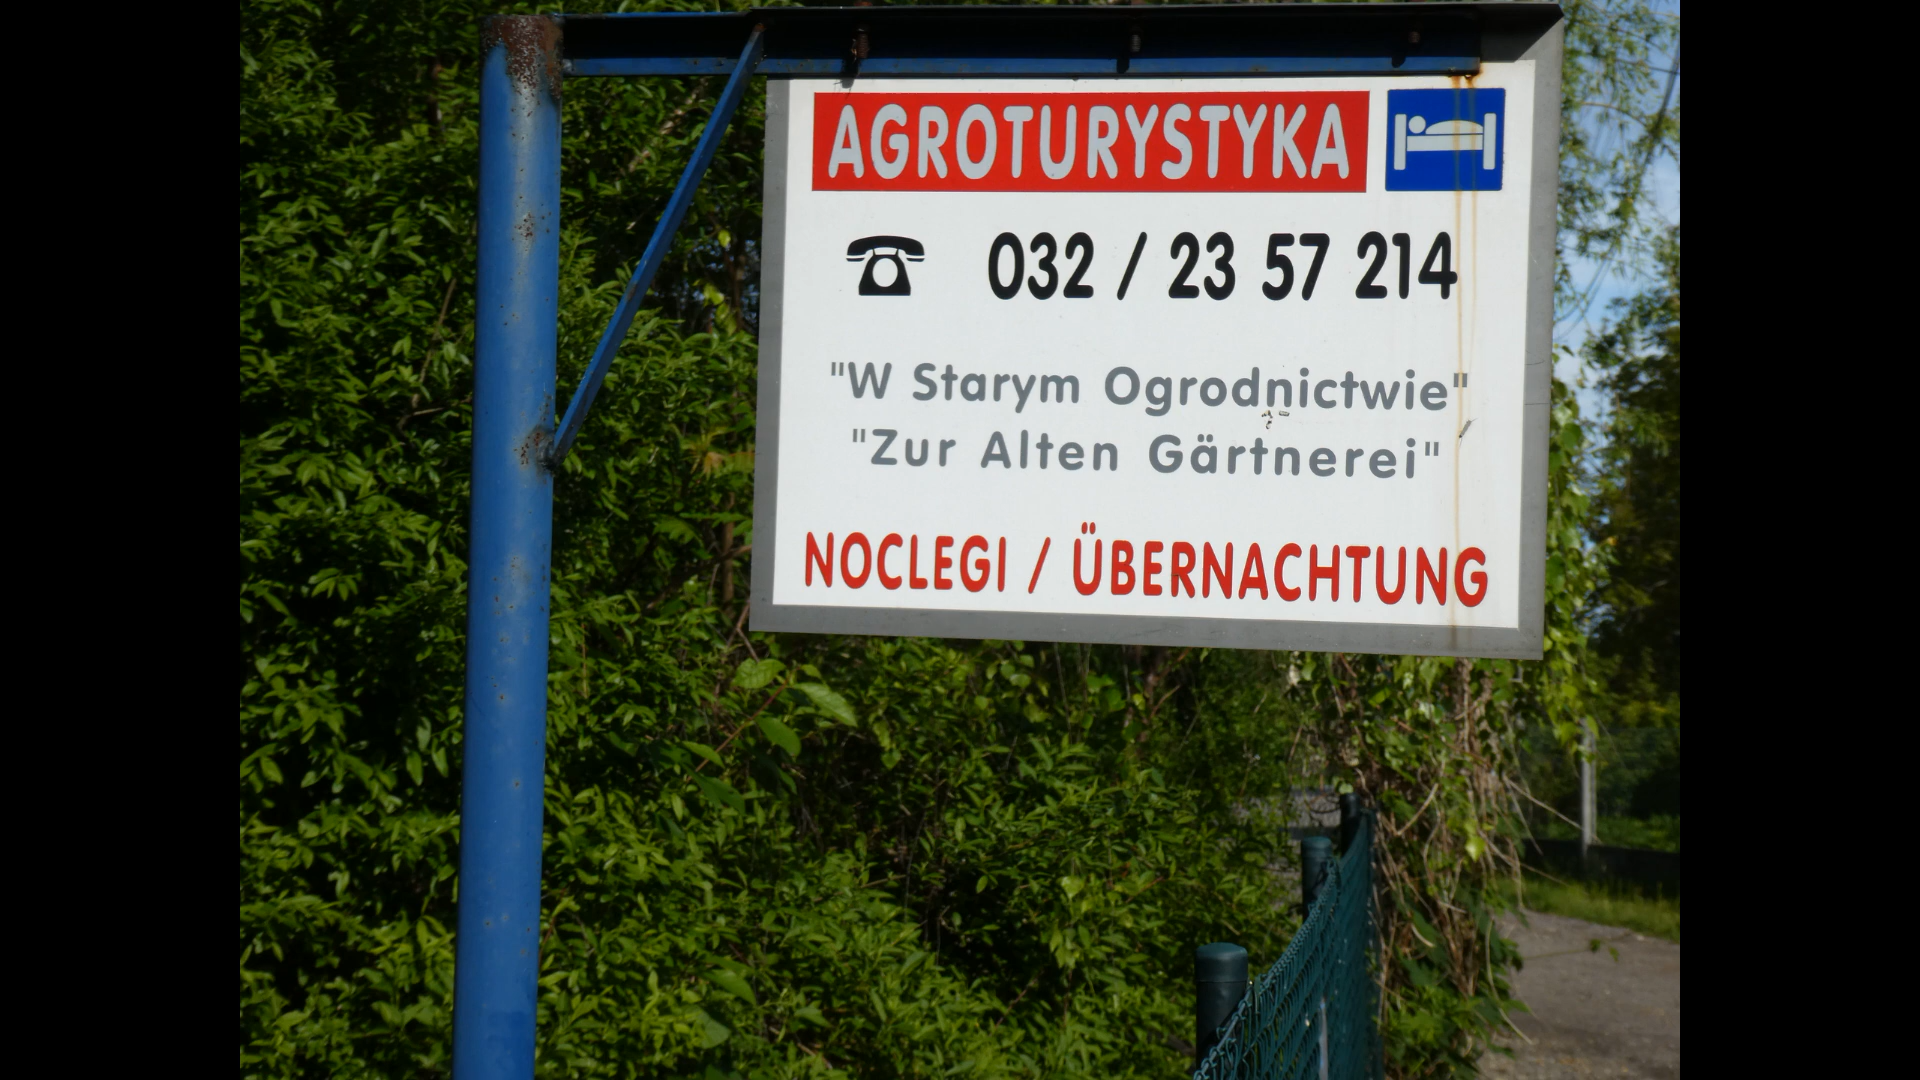 AGROTURYSTYKA
032 / 23 57 214
"W Starym Ogrodnictwie"
"Zur Alten Gärtnerei"
NOCLEGI / ÜBERNACHTUNG